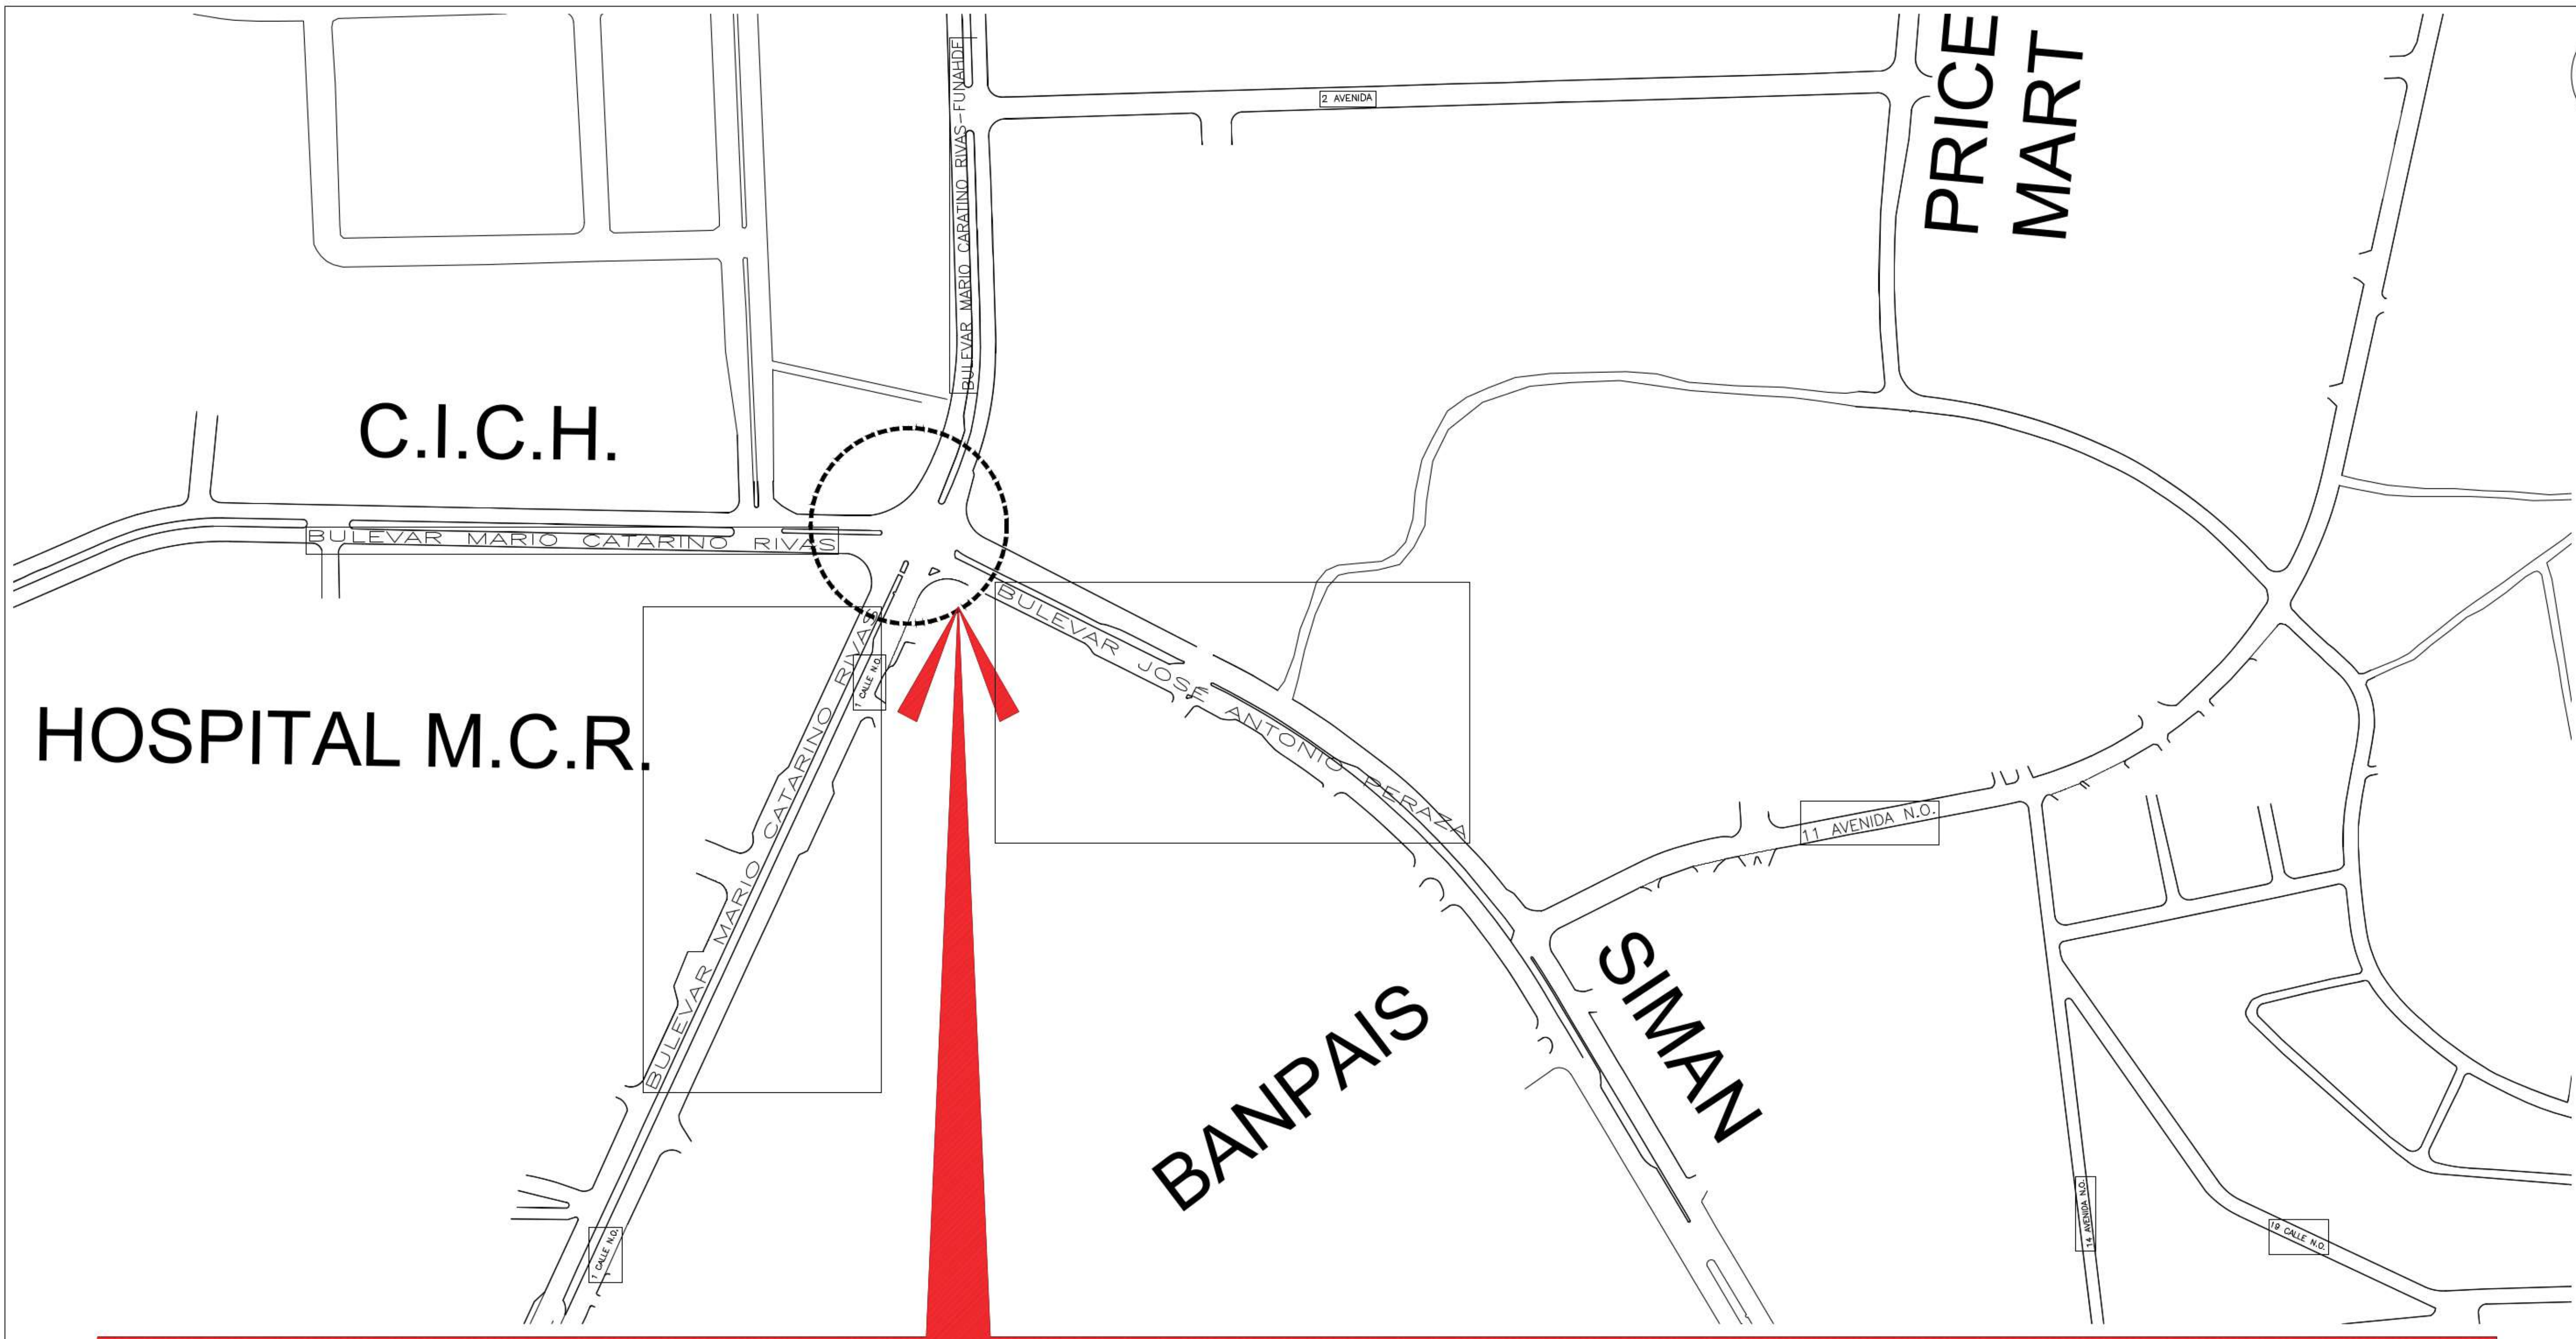 PRICE
MART
BULEVAR MARIO CARATINO RIVAS-FUNAHDE
2 AVENIDA
C.I.C.H.
BULEVAR MARIO CATARINO RIVAS
BULEVAR JOSÉ ANTONIO PERAZA
BULEVAR MARIO CATARINO RIVAS
1 CALLE N.O.
HOSPITAL M.C.R.
11 AVENIDA N.O.
SIMAN
BANPAIS
1 CALLE N.O.
14 AVENIDA N.O.
19 CALLE N.O.